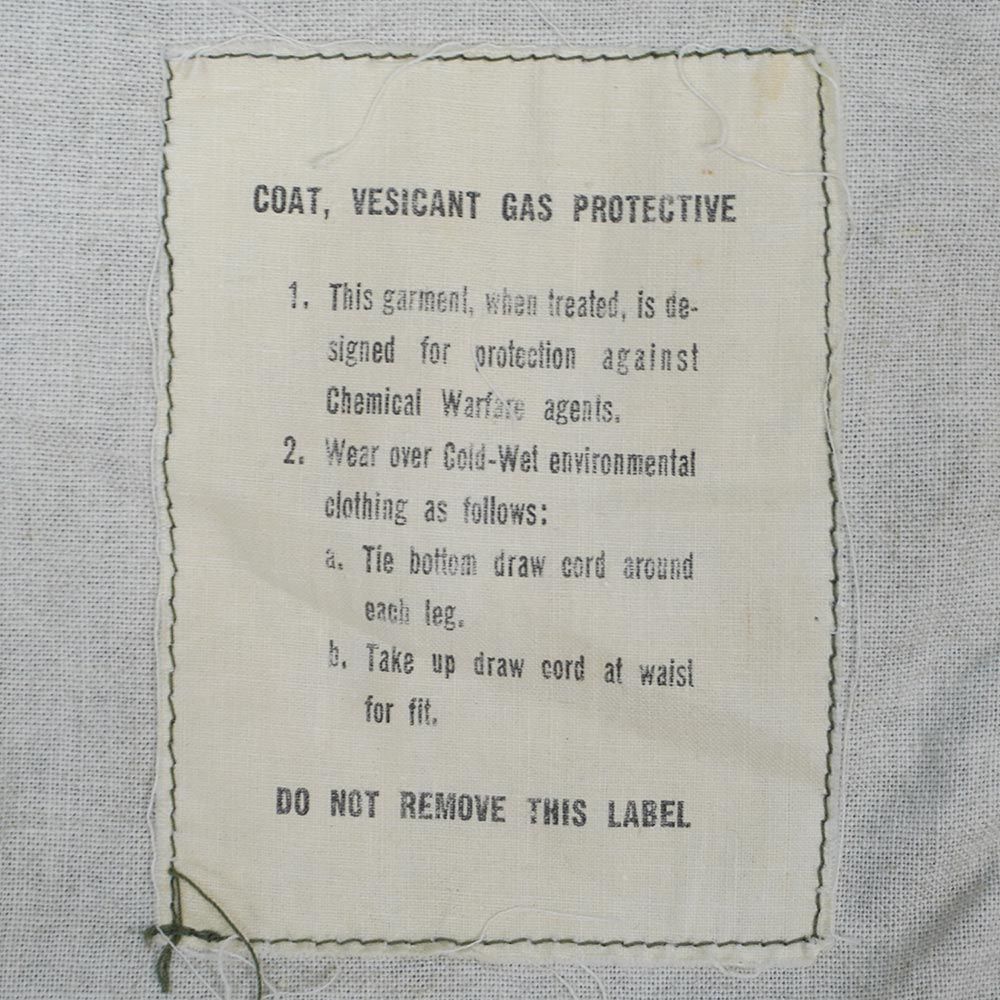 COAT, VESICANT GAS PROTECTIVE
1. This garment, when treated, is de-
signed for protection against
Chemical Warfare agents.
2. Wear over Cold-Wet environmental
clothing as follows:
a. Tie bottom draw cord around
each leg.
b. Take up draw cord at waist
for fit.
DO NOT REMOVE THIS LABEL